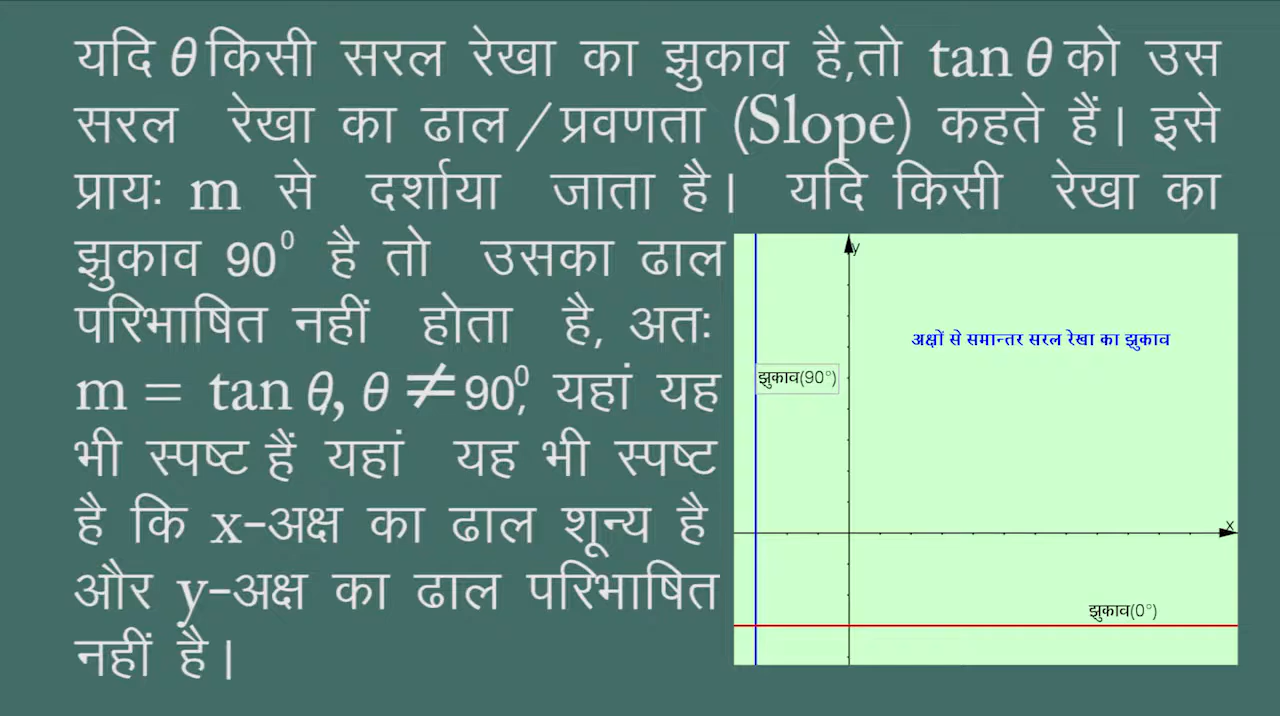 यदि θ किसी सरल रेखा का झुकाव है,तो tan θ को उस
सरल रेखा का ढाल/प्रवणता (Slope) कहते हैं। इसे
प्रायः m से दर्शाया जाता है। यदि किसी रेखा का
झुकाव 90⁰ है तो उसका ढाल
परिभाषित नहीं होता है, अतः
m = tan θ, θ ≠ 90⁰, यहां यह
भी स्पष्ट हैं यहां यह भी स्पष्ट
है कि x-अक्ष का ढाल शून्य है
और y-अक्ष का ढाल परिभाषित
नहीं है।
y
अक्षों से समान्तर सरल रेखा का झुकाव
झुकाव(90°)
x
झुकाव(0°)